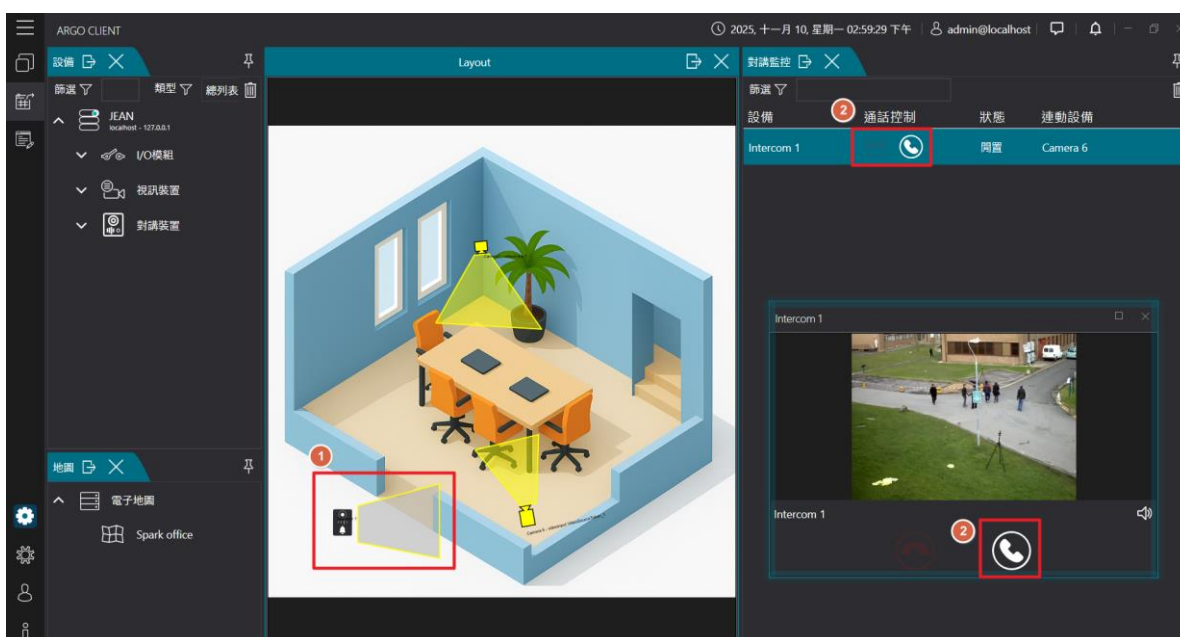 ARGO CLIENT
2025, 十一月 10, 星期一 02:59:29 下午
admin@localhost
設備
篩選
類型
總列表
JEAN
localhost - 127.0.0.1
I/O模組
視訊裝置
對講裝置
地圖
電子地圖
Spark office
Layout
1
對講監控
篩選
設備
2
通話控制
狀態
連動設備
Intercom 1
閒置
Camera 6
Intercom 1
Intercom 1
2